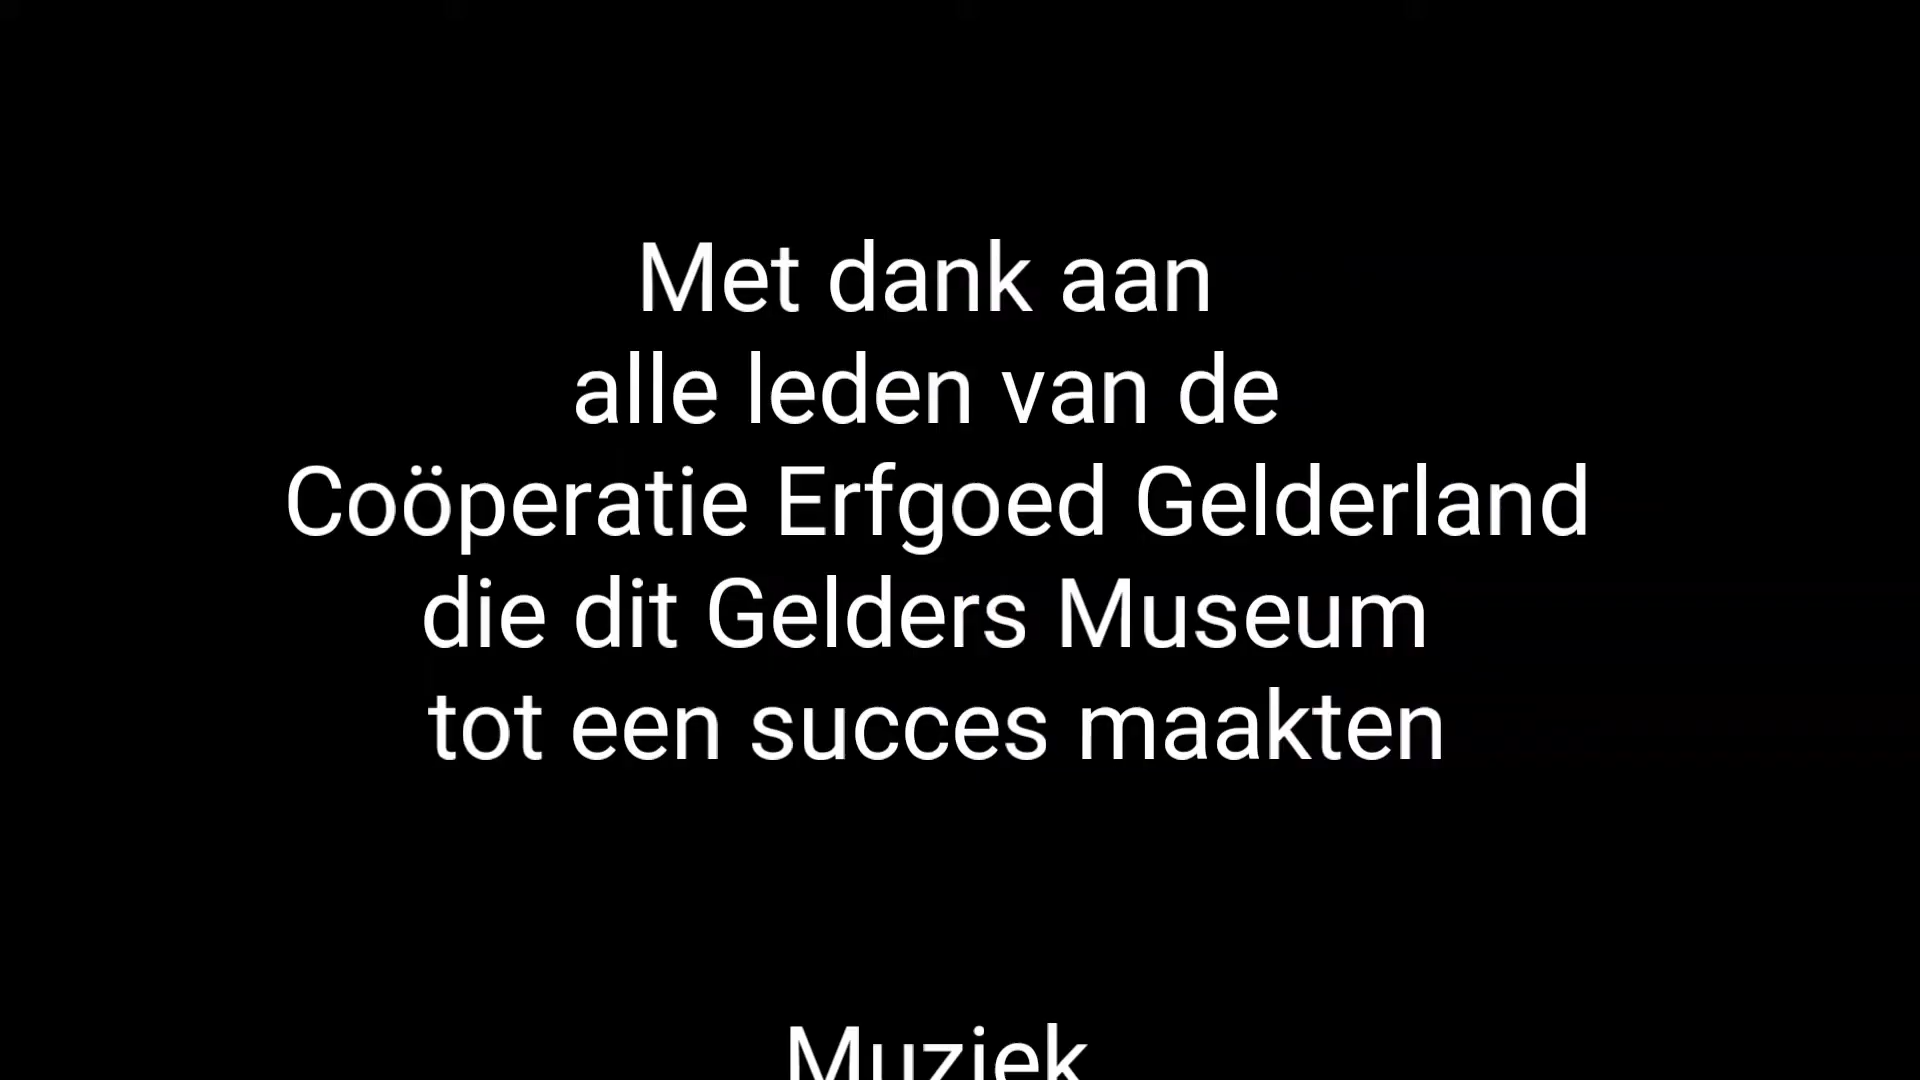 Met dank aan
alle leden van de
Coöperatie Erfgoed Gelderland
die dit Gelders Museum
tot een succes maakten
Muziek